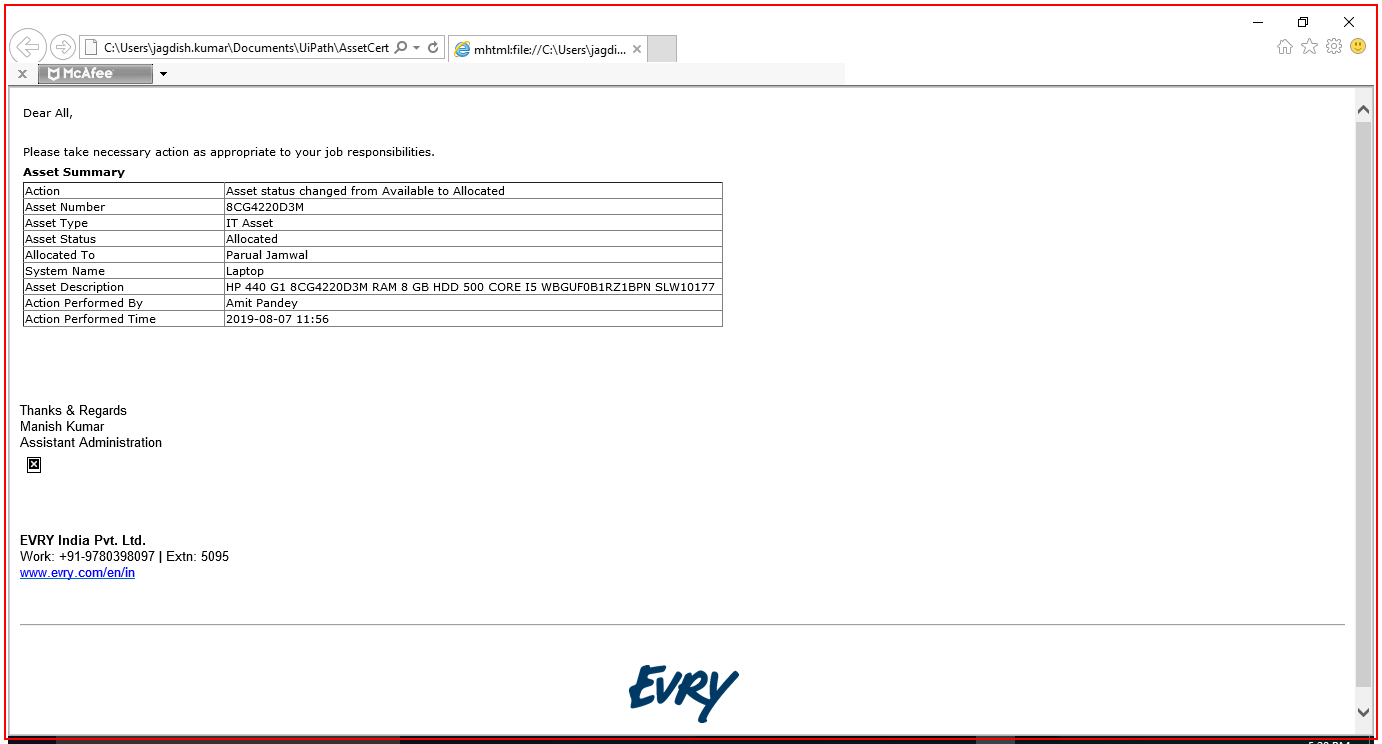 C:\Users\jagdish.kumar\Documents\UiPath\AssetCert
mhtml:file://C:\Users\jagdi...
McAfee
Dear All,
Please take necessary action as appropriate to your job responsibilities.
Asset Summary
Action Asset status changed from Available to Allocated
Asset Number 8CG4220D3M
Asset Type IT Asset
Asset Status Allocated
Allocated To Parual Jamwal
System Name Laptop
Asset Description HP 440 G1 8CG4220D3M RAM 8 GB HDD 500 CORE I5 WBGUF0B1RZ1BPN SLW10177
Action Performed By Amit Pandey
Action Performed Time 2019-08-07 11:56
Thanks & Regards
Manish Kumar
Assistant Administration
EVRY India Pvt. Ltd.
Work: +91-9780398097 | Extn: 5095
www.evry.com/en/in
EVRY